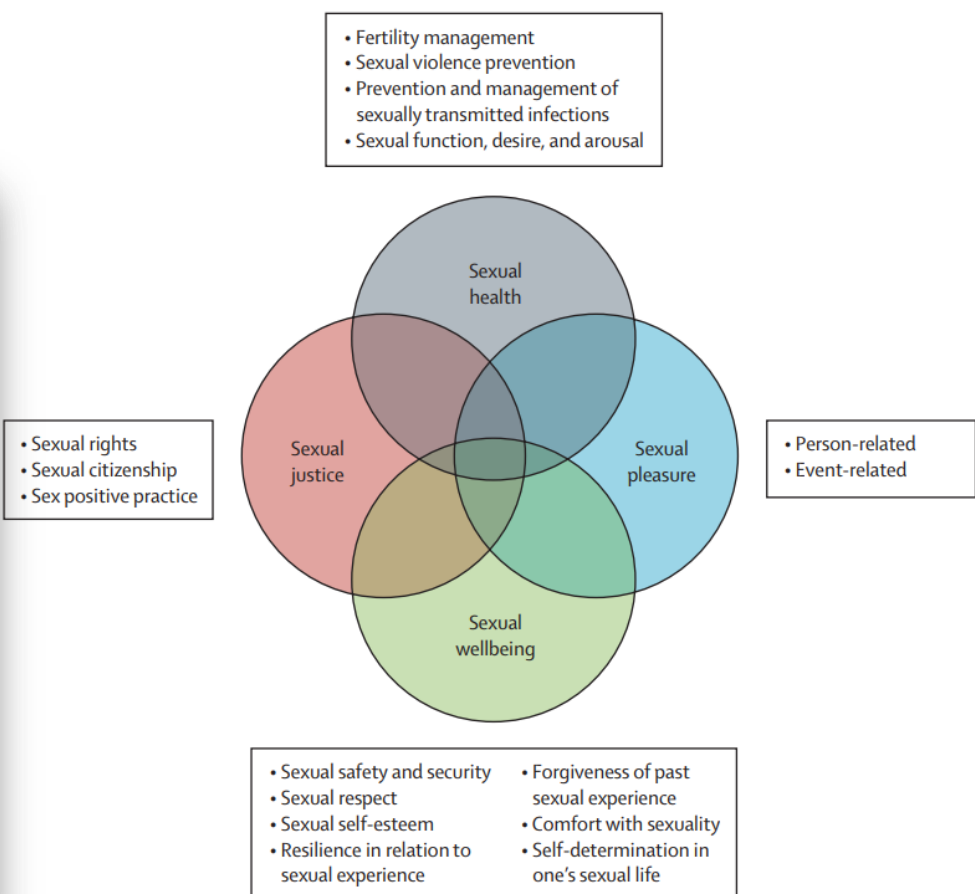 • Fertility management
• Sexual violence prevention
• Prevention and management of
sexually transmitted infections
• Sexual function, desire, and arousal
Sexual
health
• Sexual rights
• Sexual citizenship
• Sex positive practice
Sexual
justice
Sexual
pleasure
• Person-related
• Event-related
Sexual
wellbeing
• Sexual safety and security
• Sexual respect
• Sexual self-esteem
• Resilience in relation to
sexual experience
• Forgiveness of past
sexual experience
• Comfort with sexuality
• Self-determination in
one's sexual life